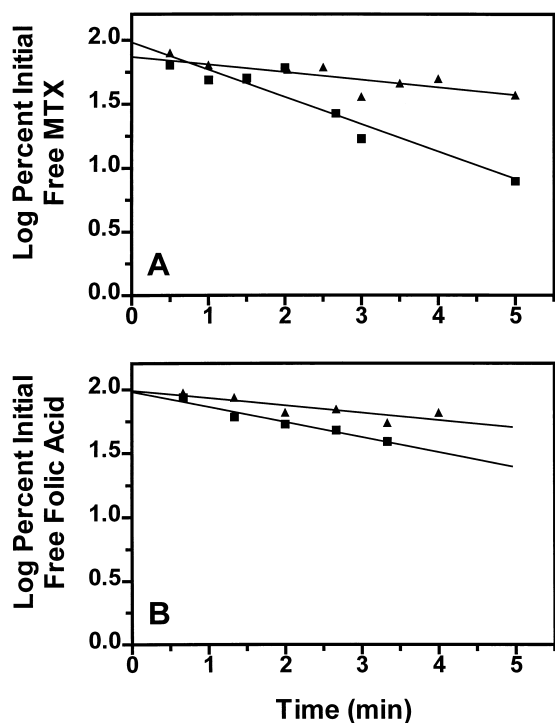 Log Percent Initial
Free MTX
2.0
1.5
1.0
0.5
0.0
A
0 1 2 3 4 5
Log Percent Initial
Free Folic Acid
2.0
1.5
1.0
0.5
0.0
B
0 1 2 3 4 5
Time (min)